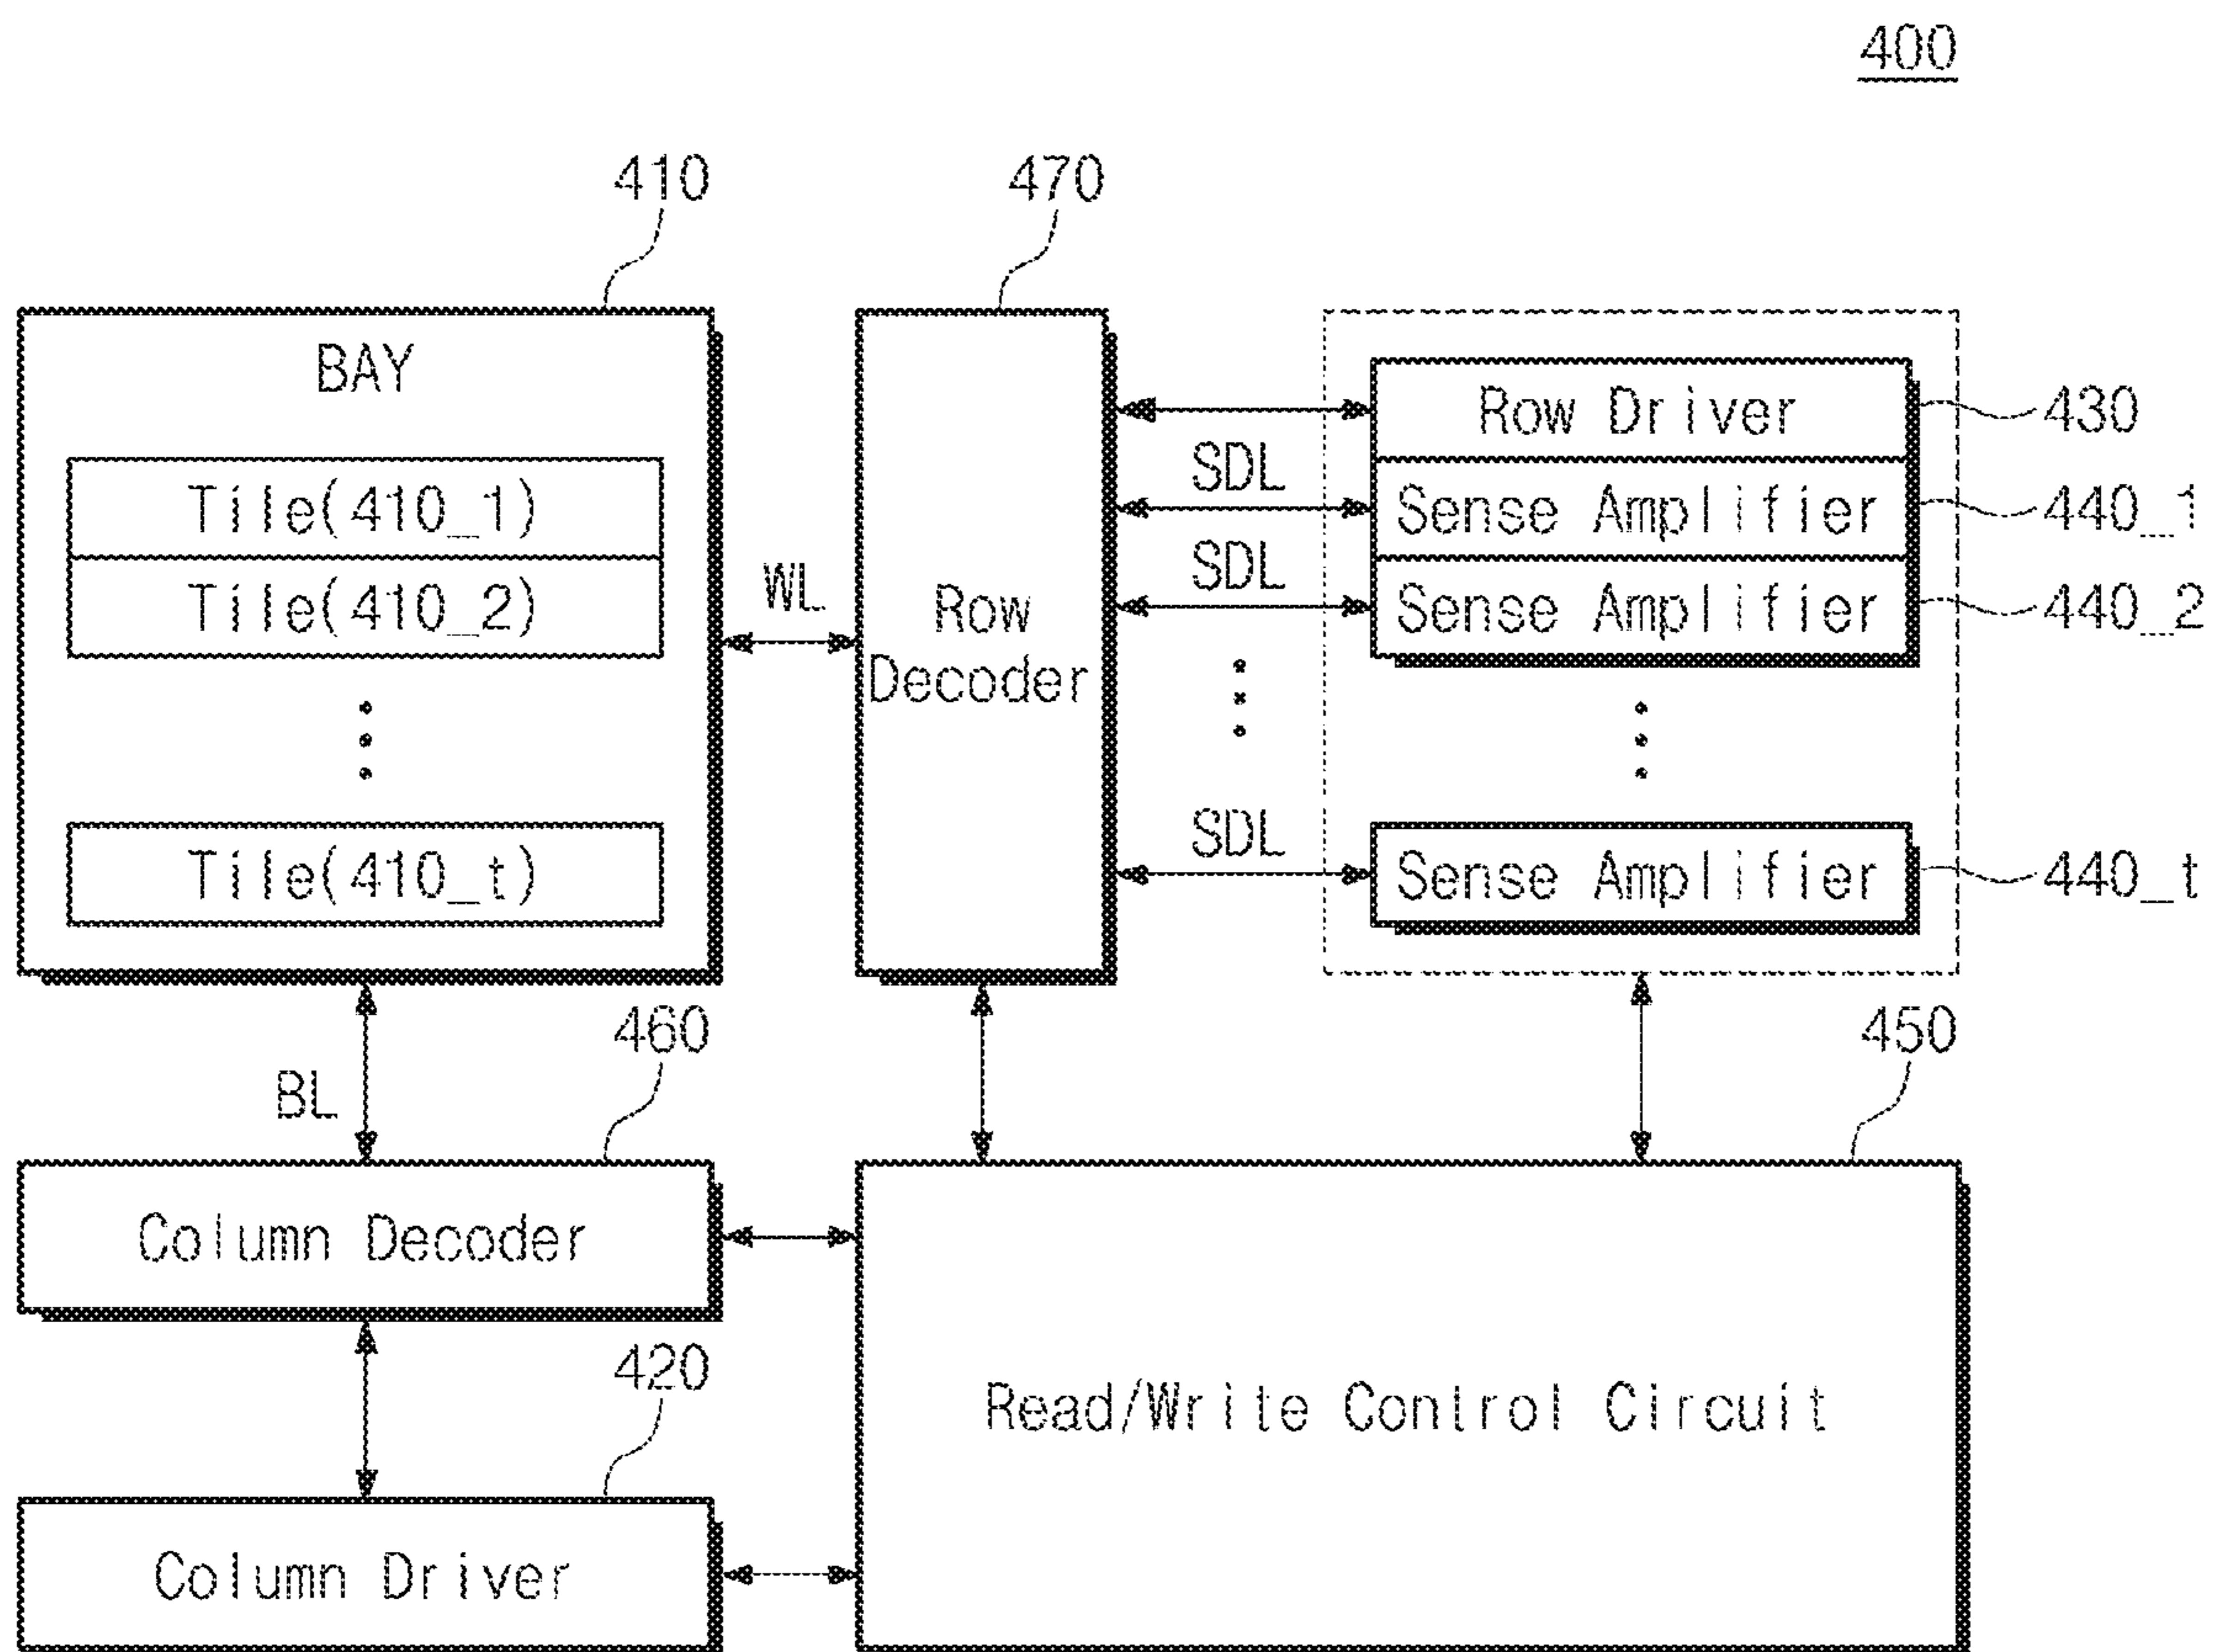 400
410
470
BAY
Row Driver
430
SDL
Tile(410_1)
Sense Amplifier
440_1
WL
SDL
Tile(410_2)
Row
Decoder
Sense Amplifier
440_2
SDL
Tile(410_t)
Sense Amplifier
440_t
460
450
BL
Column Decoder
420
Read/Write Control Circuit
Column Driver